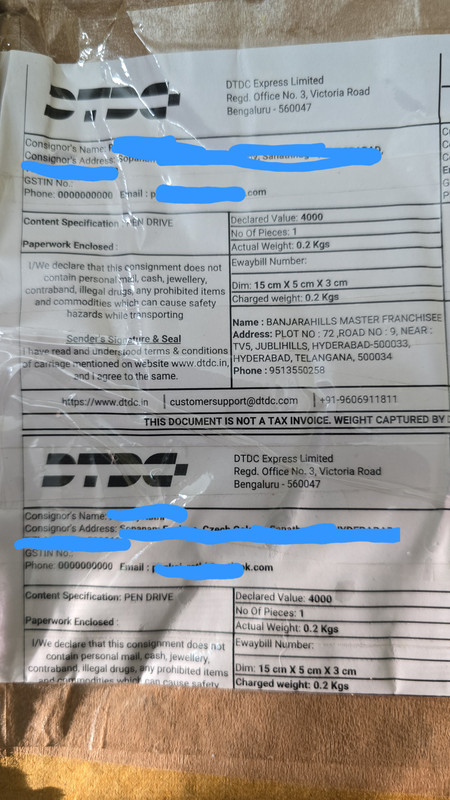 DTDC
DTDC Express Limited
Regd. Office No. 3, Victoria Road
Bengaluru - 560047
Consignor's Name:
Consignor's Address:
GSTIN No.:
Phone: 0000000000 Email : p .com
Content Specification: PEN DRIVE
Paperwork Enclosed :
Declared Value: 4000
No Of Pieces: 1
Actual Weight: 0.2 Kgs
Ewaybill Number:
Dim: 15 cm X 5 cm X 3 cm
Charged weight: 0.2 Kgs
I/We declare that this consignment does not
contain personal mail, cash, jewellery,
contraband, illegal drugs, any prohibited items
and commodities which can cause safety
hazards while transporting
Sender's Signature & Seal
I have read and understood terms & conditions
of carriage mentioned on website www.dtdc.in,
and I agree to the same.
Name : BANJARAHILLS MASTER FRANCHISEE
Address: PLOT NO : 72 ,ROAD NO : 9, NEAR :
TV5, JUBLIHILLS, HYDERABAD-500033,
HYDERABAD, TELANGANA, 500034
Phone : 9513550258
https://www.dtdc.in | customersupport@dtdc.com | +91-9606911811
THIS DOCUMENT IS NOT A TAX INVOICE. WEIGHT CAPTURED BY
DTDC
DTDC Express Limited
Regd. Office No. 3, Victoria Road
Bengaluru - 560047
Consignor's Name:
Consignor's Address:
GSTIN No.:
Phone: 0000000000 Email : k.com
Content Specification: PEN DRIVE
Paperwork Enclosed :
Declared Value: 4000
No Of Pieces: 1
Actual Weight: 0.2 Kgs
Ewaybill Number:
Dim: 15 cm X 5 cm X 3 cm
Charged weight: 0.2 Kgs
I/We declare that this consignment does not
contain personal mail, cash, jewellery,
contraband, illegal drugs, any prohibited items
and commodities which can cause safety